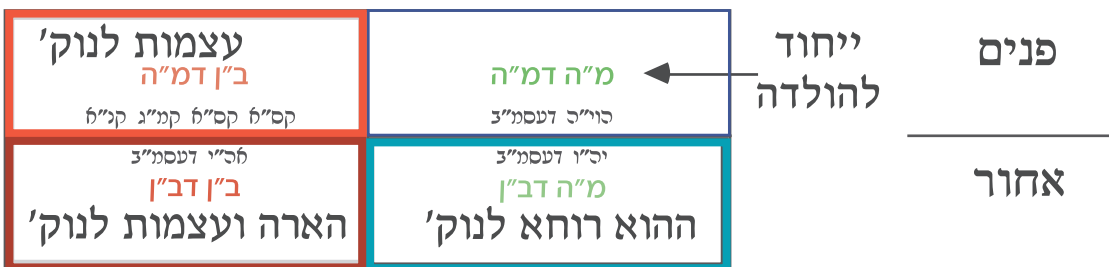 פנים
ייחוד
להולדה
מ"ה דמ"ה
הוי"ה דעסמ"ב
עצמות לנוק'
ב"ן דמ"ה
קס"א קס"א קמ"ג קנ"א
אחור
יה"ו דעסמ"ב
מ"ה דב"ן
ההוא רוחא לנוק'
אה"י דעסמ"ב
ב"ן דב"ן
הארה ועצמות לנוק'